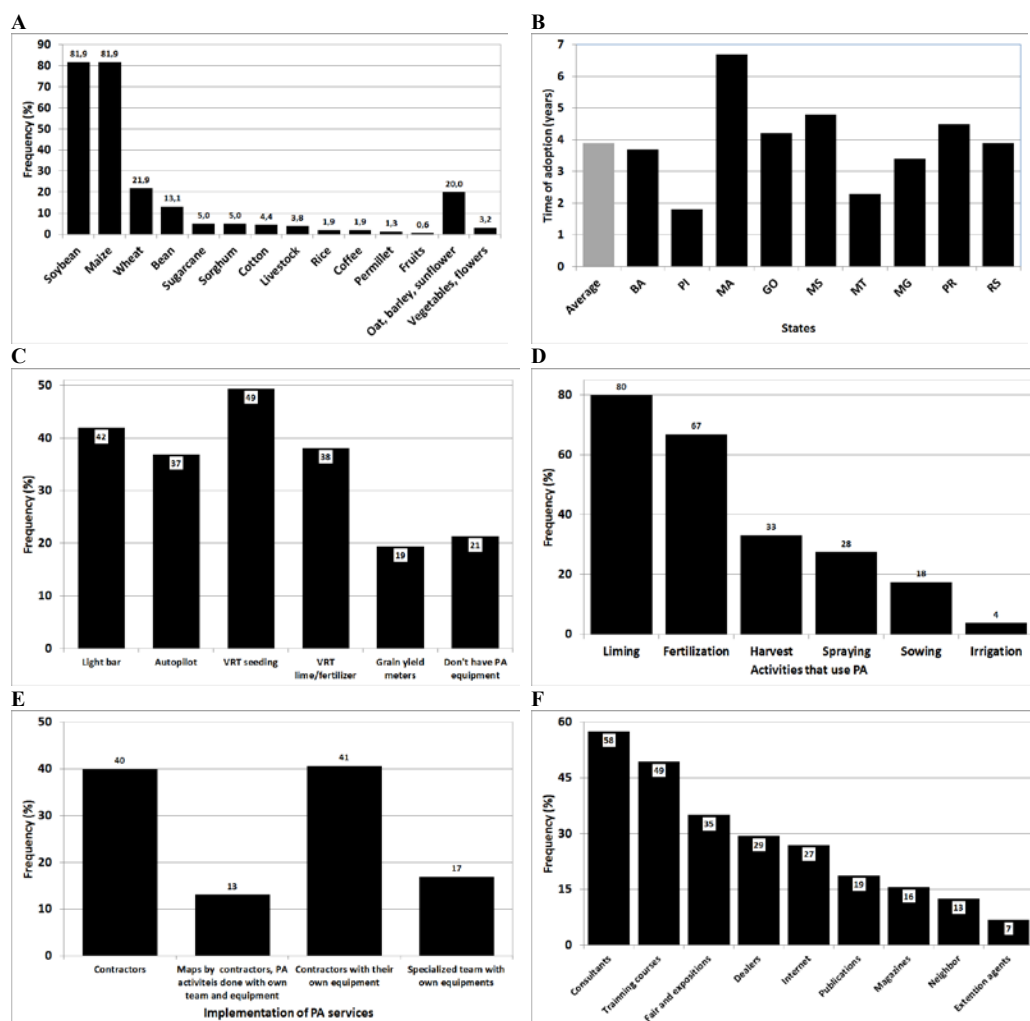 A
Frequency (%)
90
80
70
60
50
40
30
20
10
0
81,9
81,9
21,9
13,1
5,0
5,0
4,4
3,8
1,9
1,9
1,3
0,6
20,0
3,2
Soybean
Maize
Wheat
Bean
Sugarcane
Sorghum
Cotton
Livestock
Rice
Coffee
Permillet
Fruits
Oat, barley, sunflower
Vegetables, flowers
B
Time of adoption (years)
7
6
5
4
3
2
1
0
Average
BA
PI
MA
GO
MS
MT
MG
PR
RS
States
C
Frequency (%)
50
40
30
20
10
0
42
37
49
38
19
21
Light bar
Autopilot
VRT seeding
VRT
lime/fertilizer
Grain yield
meters
Don't have PA
equipment
D
Frequency (%)
80
60
40
20
0
80
67
33
28
18
4
Liming
Fertilization
Harvest
Spraying
Sowing
Irrigation
Activities that use PA
E
Frequency (%)
50
40
30
20
10
0
40
13
41
17
Contractors
Maps by contractors, PA
activiteis done with own
team and equipment
Contractors with their
own equipment
Specialized team with
own equipments
Implementation of PA services
F
Frequency (%)
60
45
30
15
0
58
49
35
29
27
19
16
13
7
Consultants
Trainning courses
Fair and expositions
Dealers
Internet
Publications
Magazines
Neighbor
Extention agents